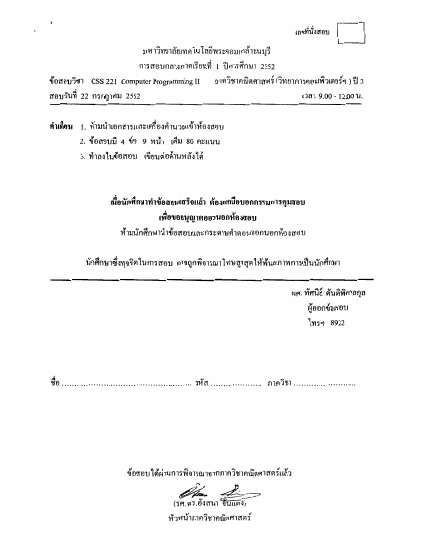 เลขที่นั่งสอบ
มหาวิทยาลัยเทคโนโลยีพระจอมเกล้าธนบุรี
การสอบกลางภาคเรียนที่ 1 ปีการศึกษา 2552
ข้อสอบวิชา CSS 221 Computer Programming II ภาควิชาคณิตศาสตร์ (วิทยาการคอมพิวเตอร์ฯ) ปี 2
สอบวันที่ 22 กรกฎาคม 2552 เวลา 9.00 - 12.00 น.
คำเตือน 1. ห้ามนำเอกสารและเครื่องคำนวณเข้าห้องสอบ
2. ข้อสอบมี 4 ข้อ 9 หน้า เต็ม 80 คะแนน
3. ทำลงในข้อสอบ เขียนต่อด้านหลังได้
เมื่อนักศึกษาทำข้อสอบเสร็จแล้ว ต้องยกมือบอกกรรมการคุมสอบ
เพื่อขออนุญาตออกนอกห้องสอบ
ห้ามนักศึกษานำข้อสอบและกระดาษคำตอบออกนอกห้องสอบ
นักศึกษาซึ่งทุจริตในการสอบ อาจถูกพิจารณาโทษสูงสุดให้พ้นสภาพการเป็นนักศึกษา
ผศ. ทัศนีย์ ตันติพิศาลกุล
ผู้ออกข้อสอบ
โทรฯ 8922
ชื่อ ................................................ รหัส ................... ภาควิชา .......................
ข้อสอบได้ผ่านการพิจารณาจากภาควิชาคณิตศาสตร์แล้ว
(รศ.ดร.อังสนา จั่นแดง)
หัวหน้าภาควิชาคณิตศาสตร์